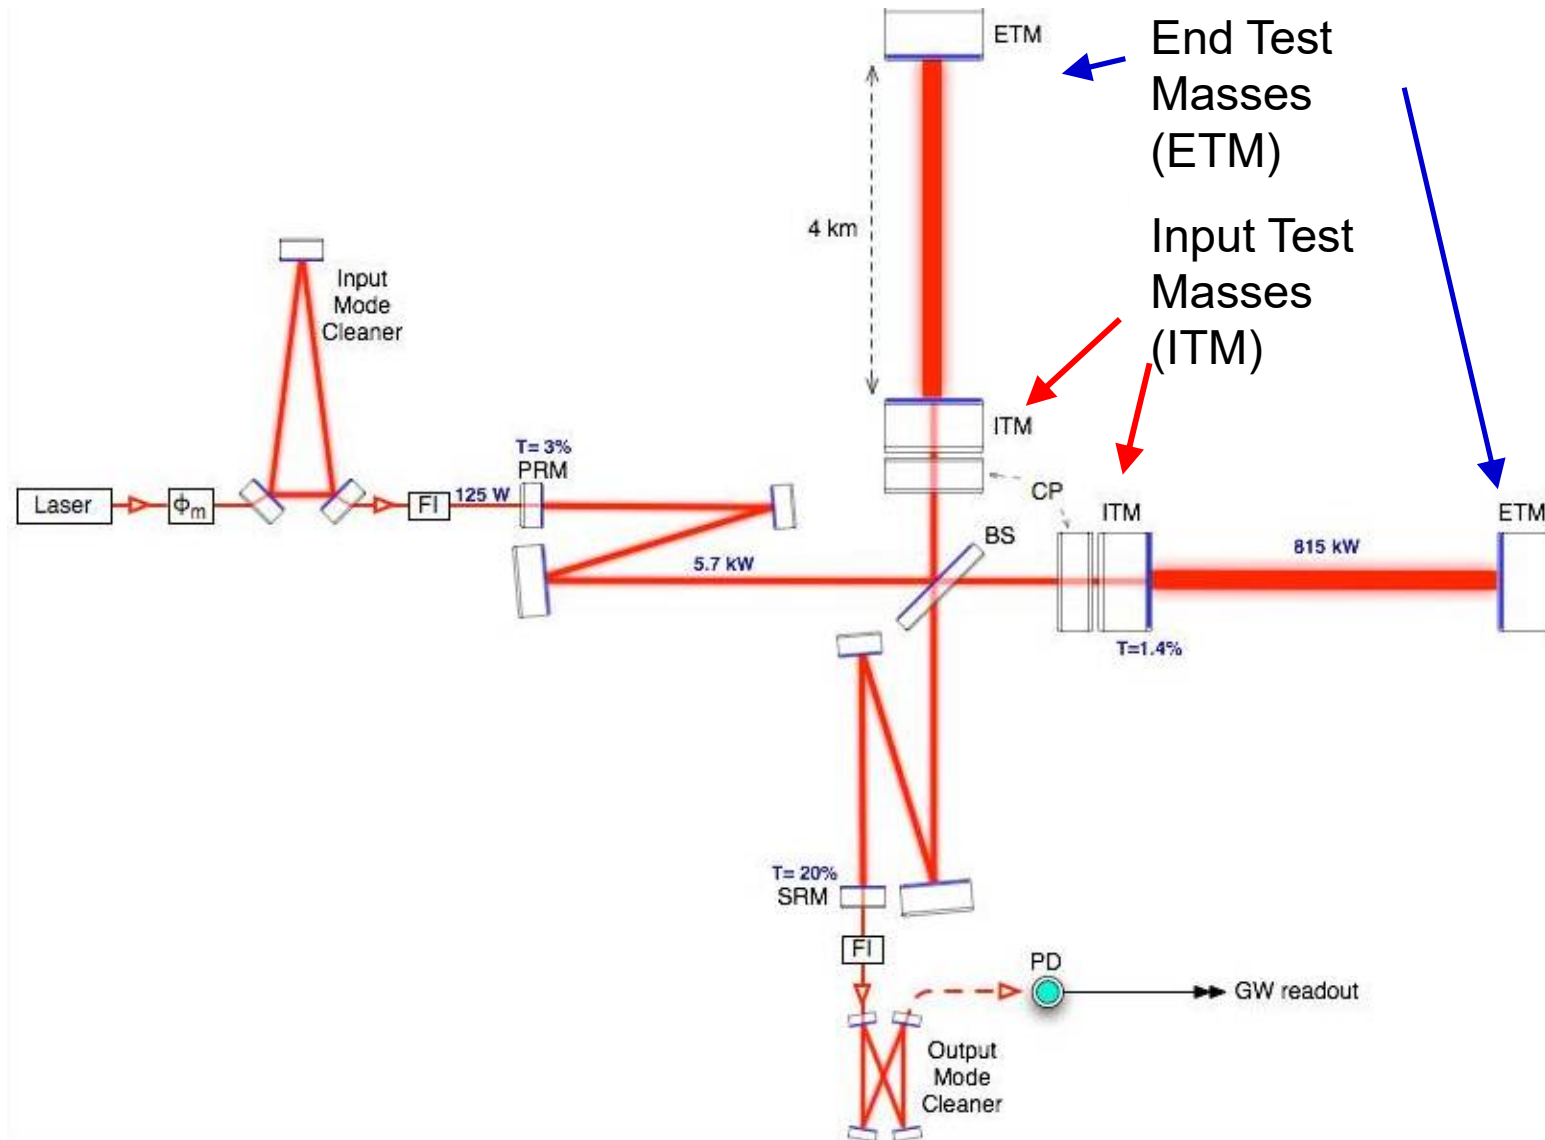 ETM
End Test
Masses
(ETM)
4 km
Input Test
Masses
(ITM)
Input
Mode
Cleaner
ITM
T= 3%
PRM
CP
ITM
ETM
Laser
Φm
FI
125 W
BS
815 kW
5.7 kW
T=1.4%
T= 20%
SRM
FI
PD
GW readout
Output
Mode
Cleaner